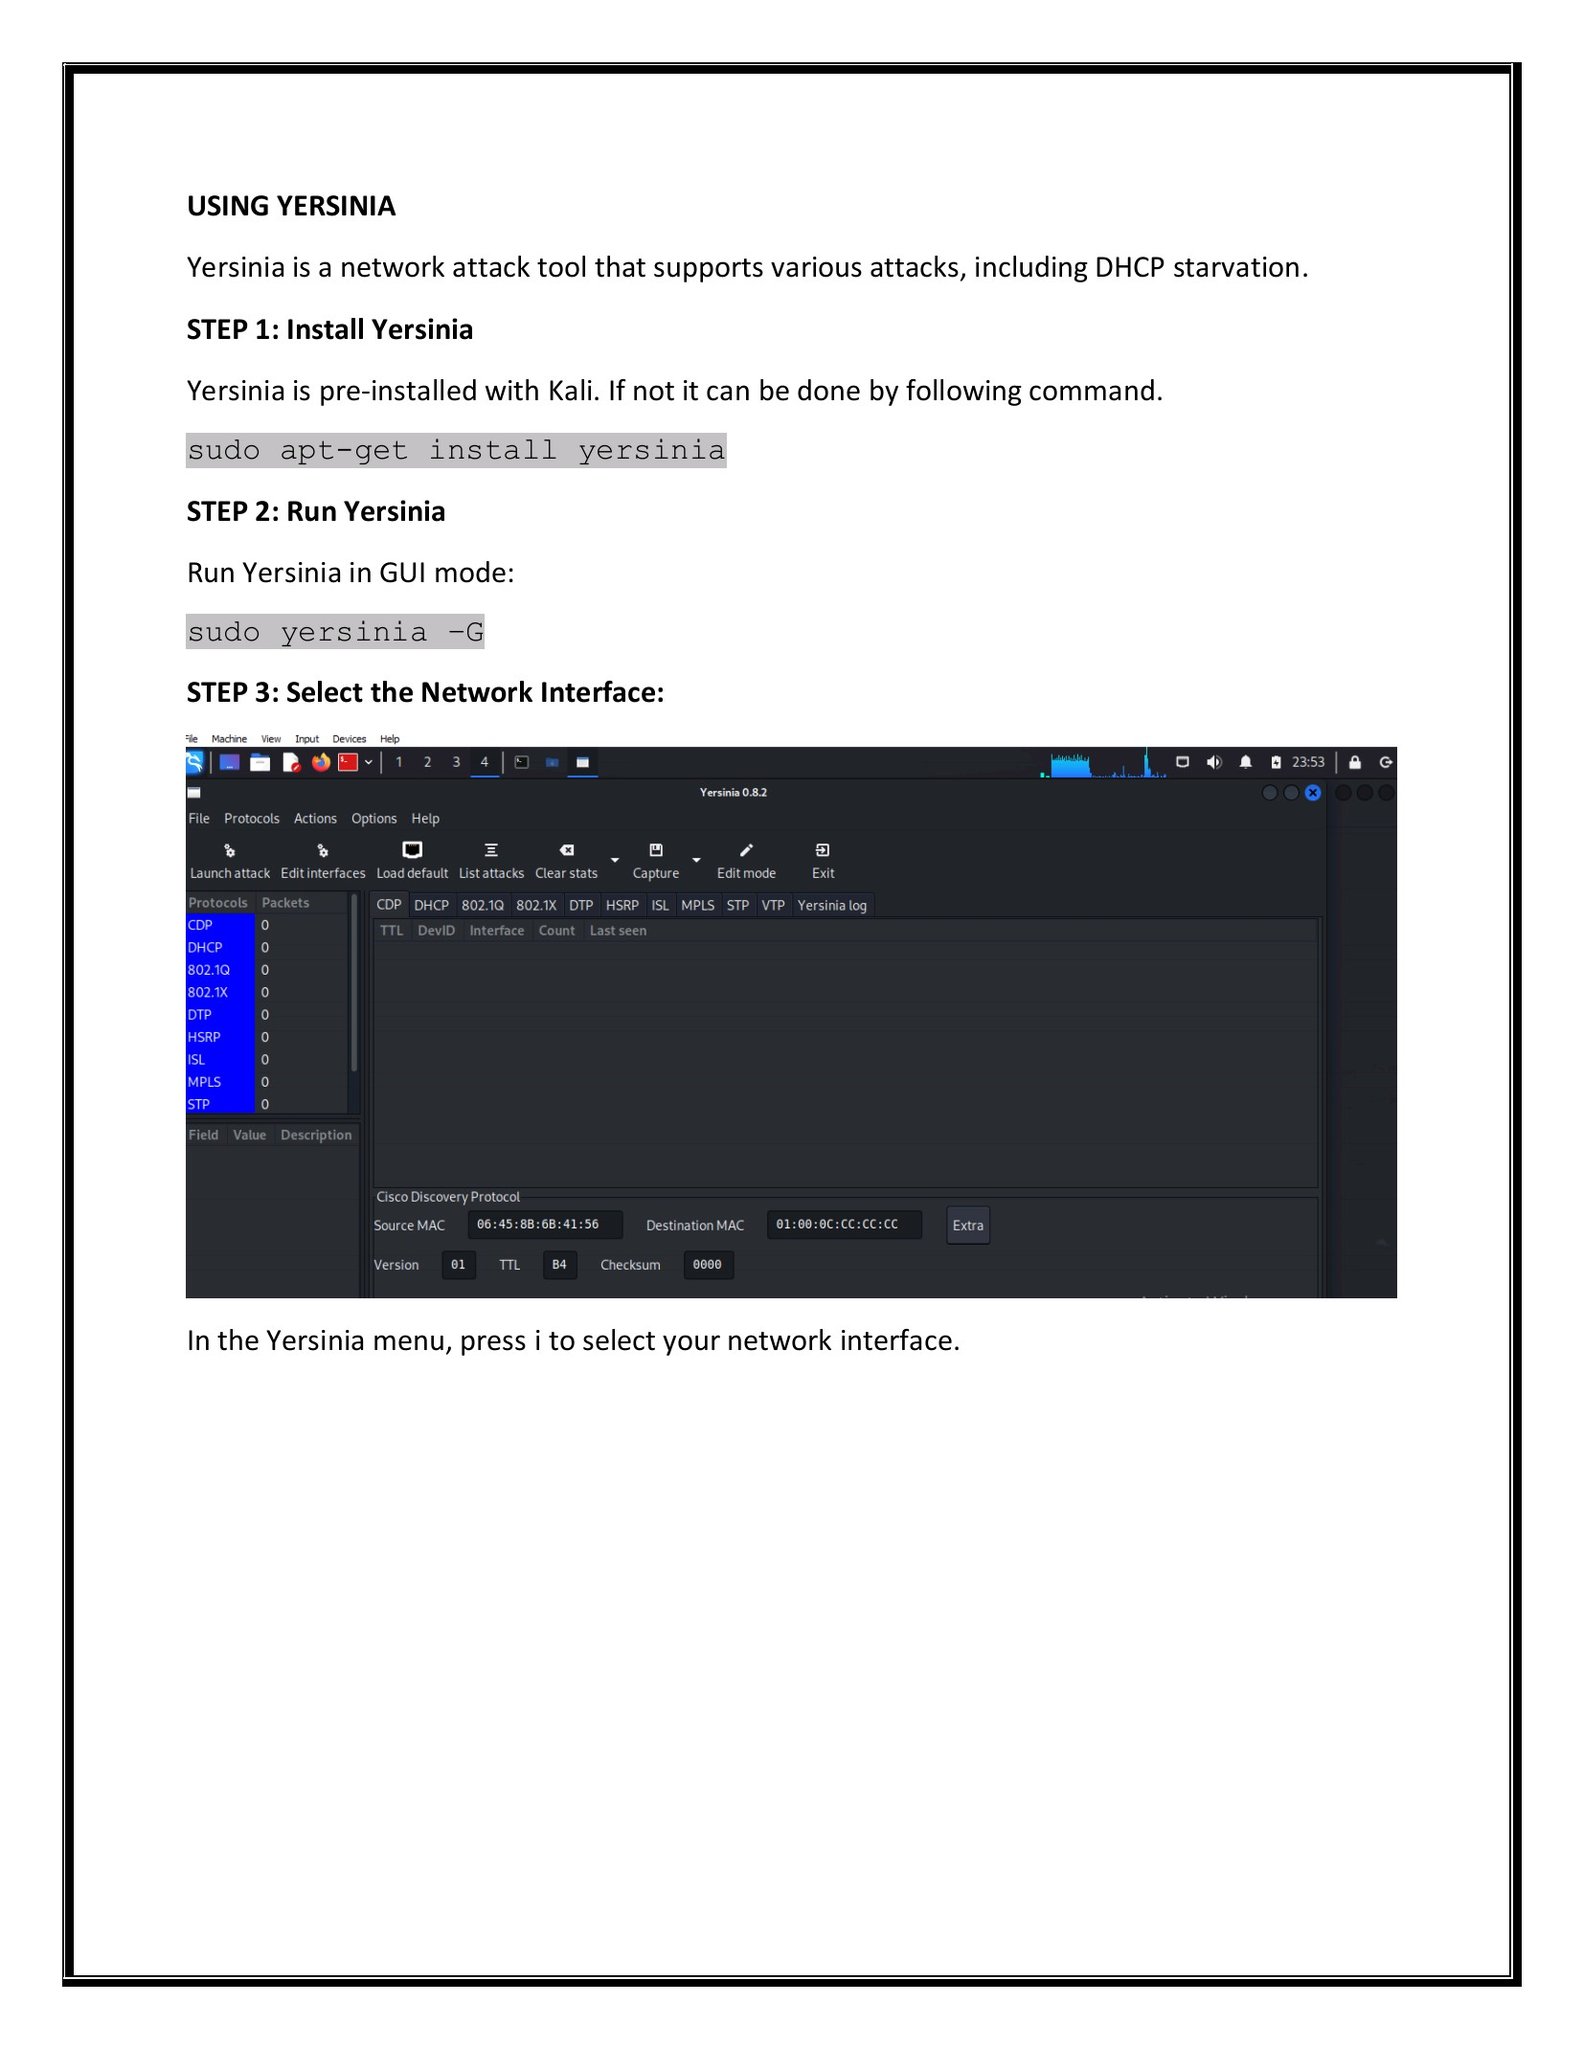 USING YERSINIA
Yersinia is a network attack tool that supports various attacks, including DHCP starvation.
STEP 1: Install Yersinia
Yersinia is pre-installed with Kali. If not it can be done by following command.
sudo apt-get install yersinia
STEP 2: Run Yersinia
Run Yersinia in GUI mode:
sudo yersinia –G
STEP 3: Select the Network Interface:
File Machine View Input Devices Help
1 2 3 4 23:53
Yersinia 0.8.2
File Protocols Actions Options Help
Launch attack Edit interfaces Load default List attacks Clear stats Capture Edit mode Exit
Protocols Packets
CDP 0
DHCP 0
802.1Q 0
802.1X 0
DTP 0
HSRP 0
ISL 0
MPLS 0
STP 0
Field Value Description
CDP DHCP 802.1Q 802.1X DTP HSRP ISL MPLS STP VTP Yersinia log
TTL DevID Interface Count Last seen
Cisco Discovery Protocol
Source MAC 06:45:8B:6B:41:56 Destination MAC 01:00:0C:CC:CC:CC Extra
Version 01 TTL B4 Checksum 0000
In the Yersinia menu, press i to select your network interface.